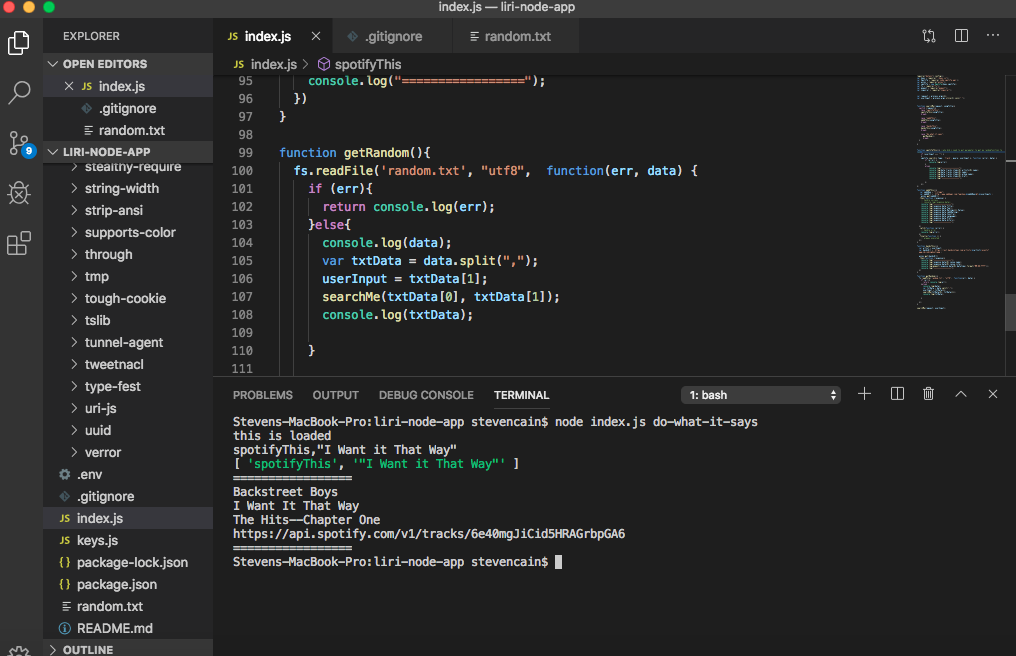 index.js — liri-node-app
EXPLORER
OPEN EDITORS
JS index.js
.gitignore
random.txt
LIRI-NODE-APP
stealthy-require
string-width
strip-ansi
supports-color
through
tmp
tough-cookie
tslib
tunnel-agent
tweetnacl
type-fest
uri-js
uuid
verror
.env
.gitignore
JS index.js
JS keys.js
{} package-lock.json
{} package.json
random.txt
README.md
OUTLINE
9
JS index.js
.gitignore
random.txt
JS index.js > spotifyThis
95 console.log("=================");
96 })
97 }
98
99 function getRandom(){
100 fs.readFile('random.txt', "utf8",  function(err, data) {
101 if (err){
102 return console.log(err);
103 }else{
104 console.log(data);
105 var txtData = data.split(",");
106 userInput = txtData[1];
107 searchMe(txtData[0], txtData[1]);
108 console.log(txtData);
109
110 }
111
PROBLEMS OUTPUT DEBUG CONSOLE TERMINAL 1: bash
Stevens-MacBook-Pro:liri-node-app stevencain$ node index.js do-what-it-says
this is loaded
spotifyThis,"I Want it That Way"
[ 'spotifyThis', '"I Want it That Way"' ]
=================
Backstreet Boys
I Want It That Way
The Hits--Chapter One
https://api.spotify.com/v1/tracks/6e40mgJiCid5HRAGrbpGA6
=================
Stevens-MacBook-Pro:liri-node-app stevencain$